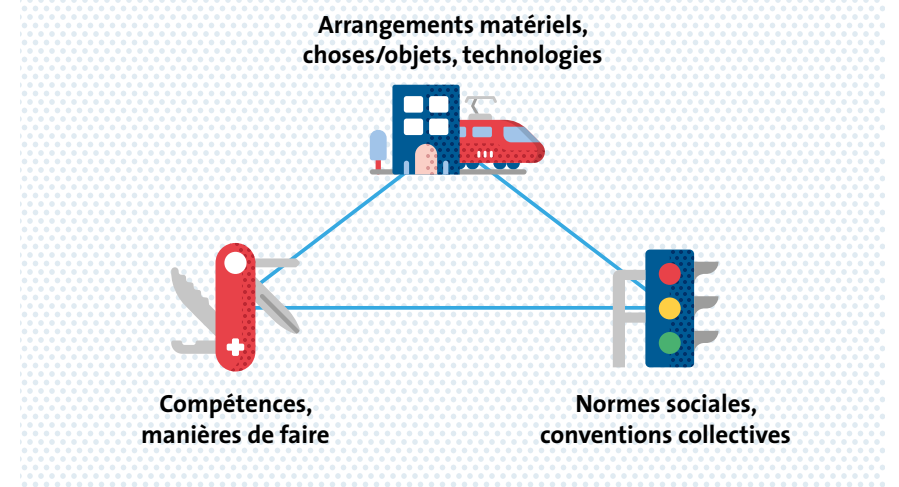 Arrangements matériels,
choses/objets, technologies
Compétences,
manières de faire
Normes sociales,
conventions collectives